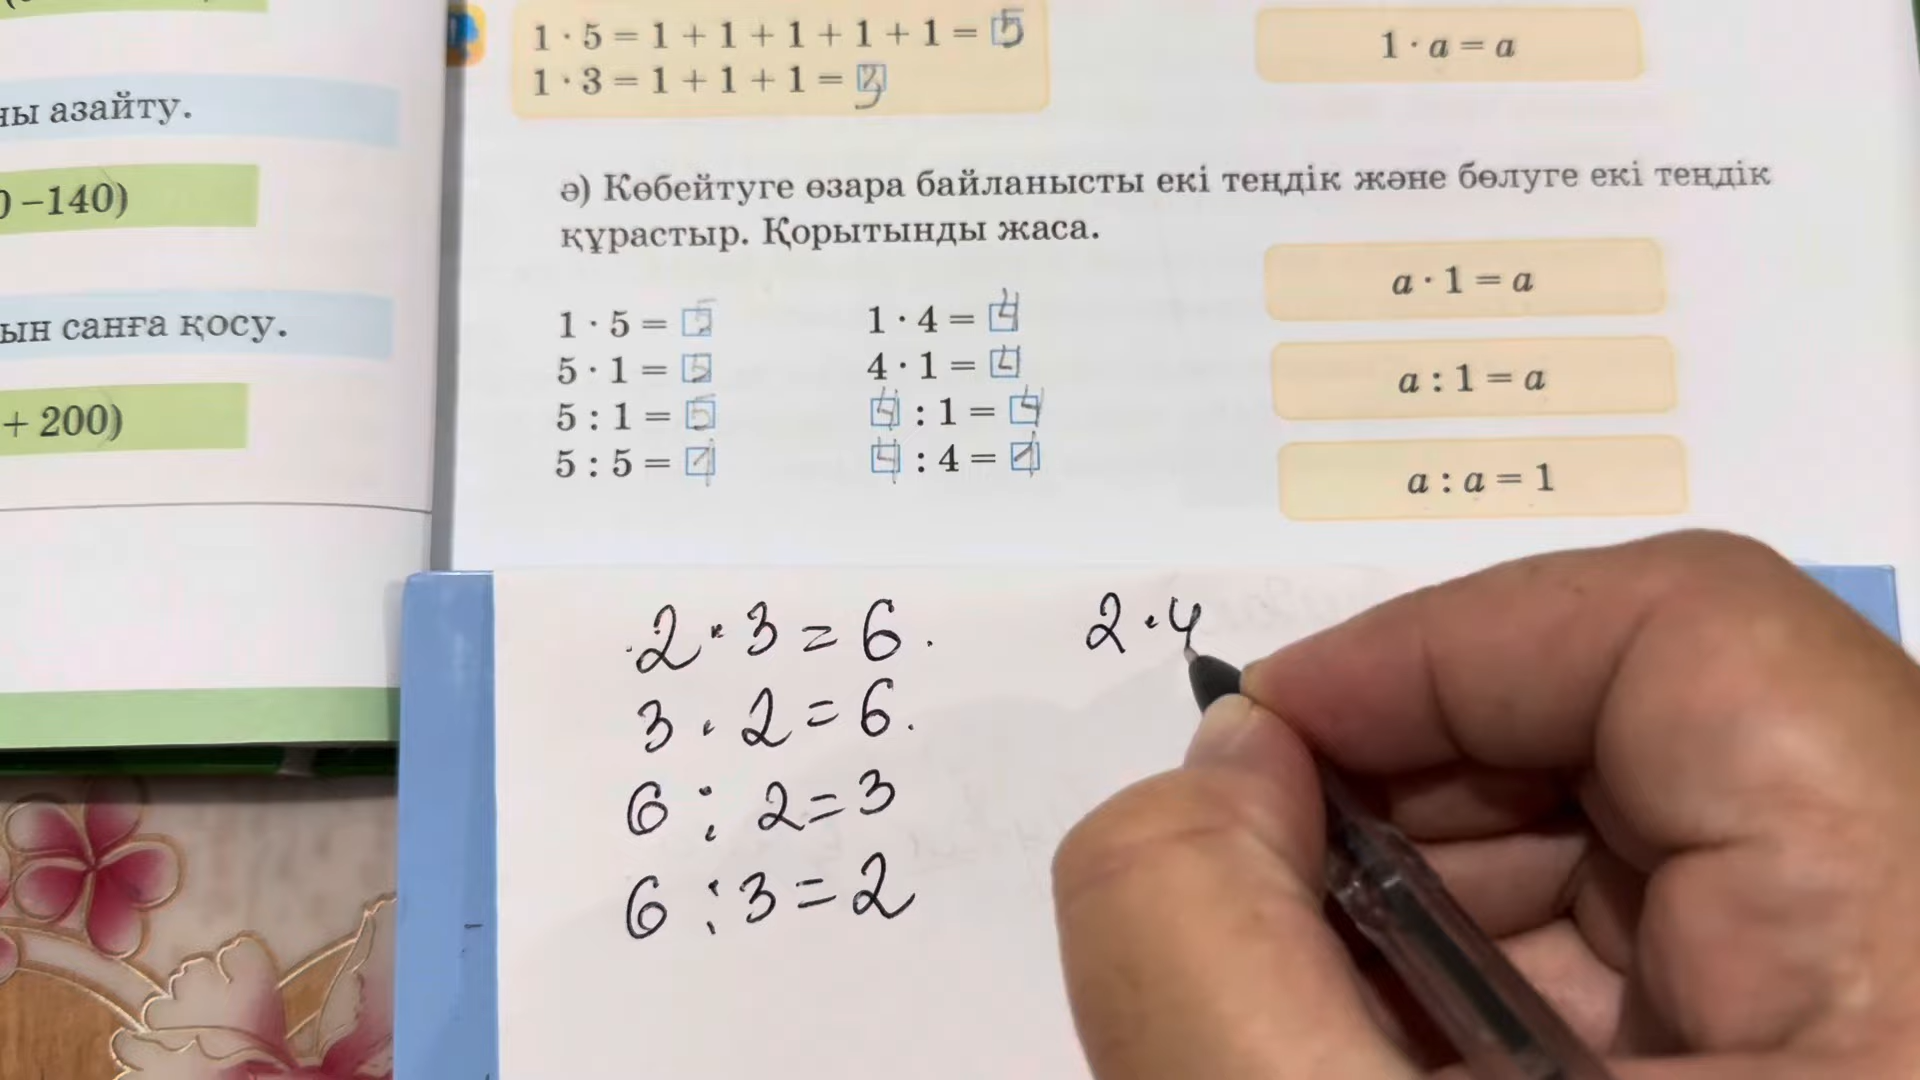 ны азайту.
0 –140)
ын санға қосу.
+ 200)
1 · 5 = 1 + 1 + 1 + 1 + 1 = 5
1 · 3 = 1 + 1 + 1 = 3
1 · a = a
ә) Көбейтуге өзара байланысты екі теңдік және бөлуге екі теңдік
құрастыр. Қорытынды жаса.
1 · 5 = 5
5 · 1 = 5
5 : 1 = 5
5 : 5 = 1
1 · 4 = 4
4 · 1 = 4
4 : 1 = 4
4 : 4 = 1
a · 1 = a
a : 1 = a
a : a = 1
2 · 3 = 6.
3 · 2 = 6.
6 : 2 = 3
6 : 3 = 2
2 · 4